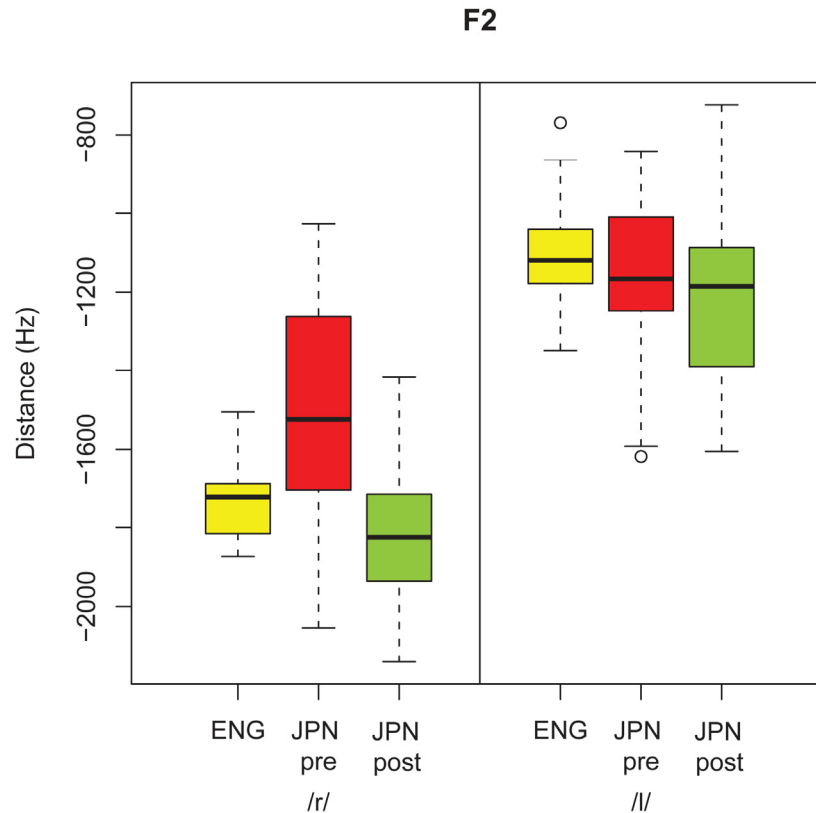 F2
Distance (Hz)
−800
−1200
−1600
−2000
ENG JPN pre JPN post ENG JPN pre JPN post
/r/ /l/